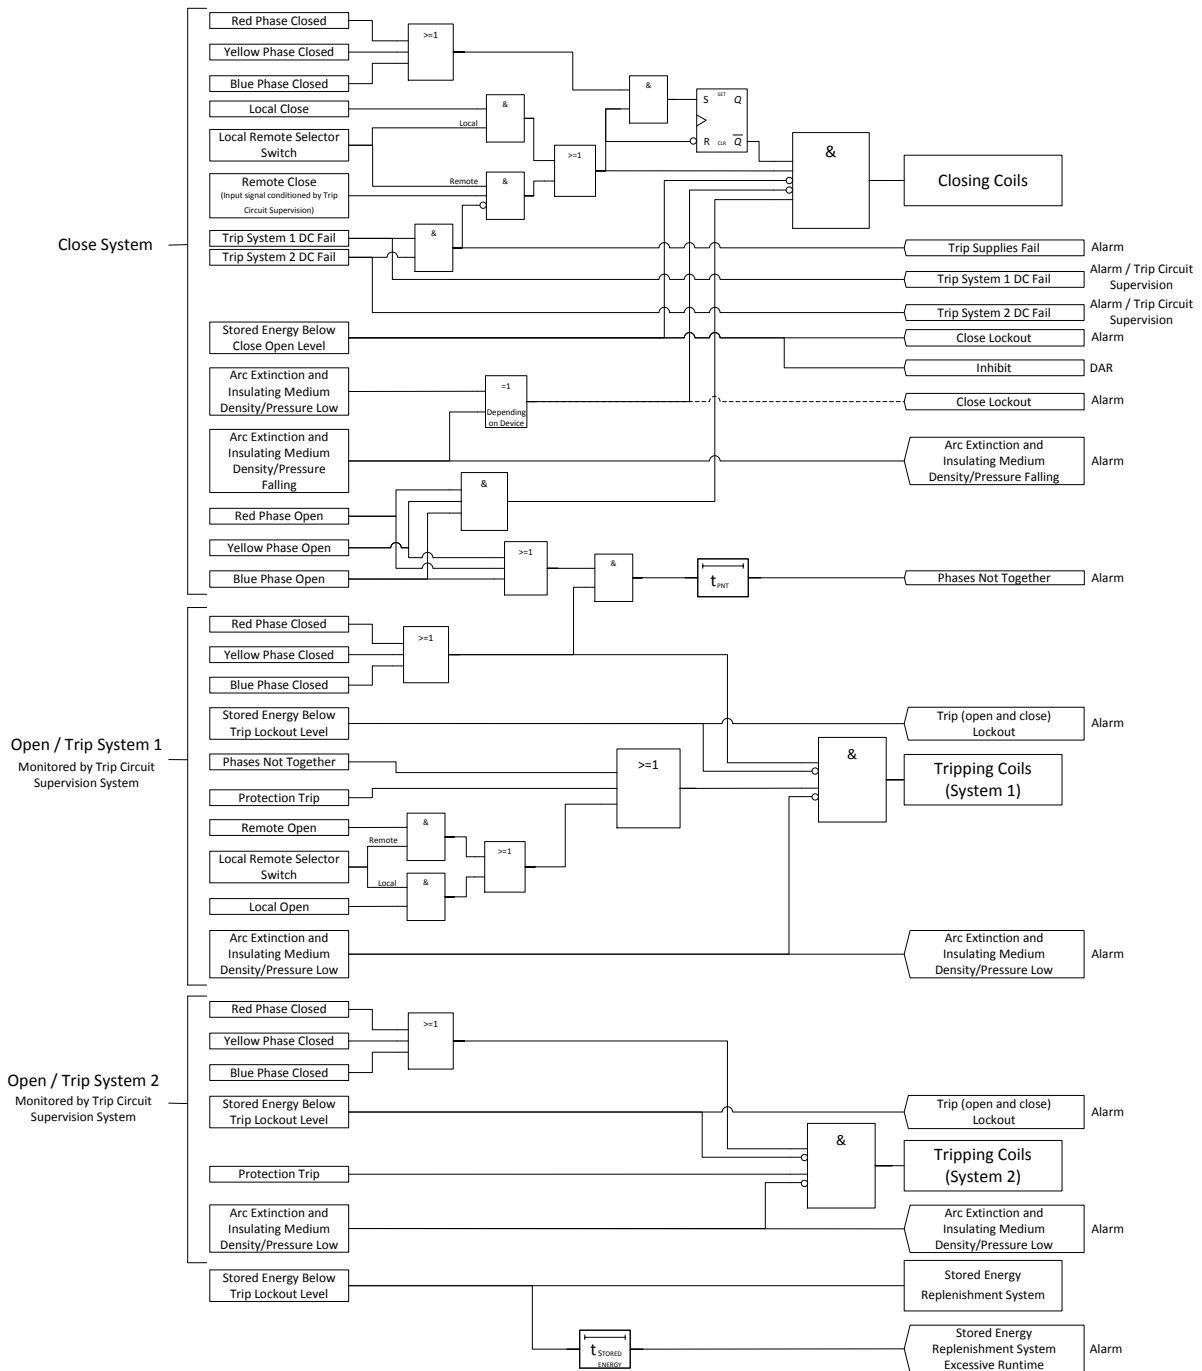 Red Phase Closed
>=1
Yellow Phase Closed
Blue Phase Closed
&
S SET Q
R CLR Q
Local Close
&
Local
Local Remote Selector
Switch
>=1
&
Closing Coils
Remote
&
Remote Close
(Input signal conditioned by Trip
Circuit Supervision)
Close System
Trip System 1 DC Fail
Trip System 2 DC Fail
&
Trip Supplies Fail
Alarm
Trip System 1 DC Fail
Alarm / Trip Circuit
Supervision
Trip System 2 DC Fail
Alarm / Trip Circuit
Supervision
Stored Energy Below
Close Open Level
Close Lockout
Alarm
Inhibit
DAR
Arc Extinction and
Insulating Medium
Density/Pressure Low
=1
Depending
on Device
Close Lockout
Alarm
Arc Extinction and
Insulating Medium
Density/Pressure
Falling
Arc Extinction and
Insulating Medium
Density/Pressure Falling
Alarm
&
Red Phase Open
Yellow Phase Open
Blue Phase Open
>=1
&
t PNT
Phases Not Together
Alarm
Red Phase Closed
Yellow Phase Closed
Blue Phase Closed
>=1
Stored Energy Below
Trip Lockout Level
Trip (open and close)
Lockout
Alarm
Open / Trip System 1
Monitored by Trip Circuit
Supervision System
Phases Not Together
>=1
&
Tripping Coils
(System 1)
Protection Trip
Remote Open
&
Remote
Local Remote Selector
Switch
>=1
Local
&
Local Open
Arc Extinction and
Insulating Medium
Density/Pressure Low
Arc Extinction and
Insulating Medium
Density/Pressure Low
Alarm
Red Phase Closed
Yellow Phase Closed
Blue Phase Closed
>=1
Open / Trip System 2
Monitored by Trip Circuit
Supervision System
Stored Energy Below
Trip Lockout Level
Trip (open and close)
Lockout
Alarm
&
Tripping Coils
(System 2)
Protection Trip
Arc Extinction and
Insulating Medium
Density/Pressure Low
Arc Extinction and
Insulating Medium
Density/Pressure Low
Alarm
Stored Energy Below
Trip Lockout Level
Stored Energy
Replenishment System
t STORED
ENERGY
Stored Energy
Replenishment System
Excessive Runtime
Alarm